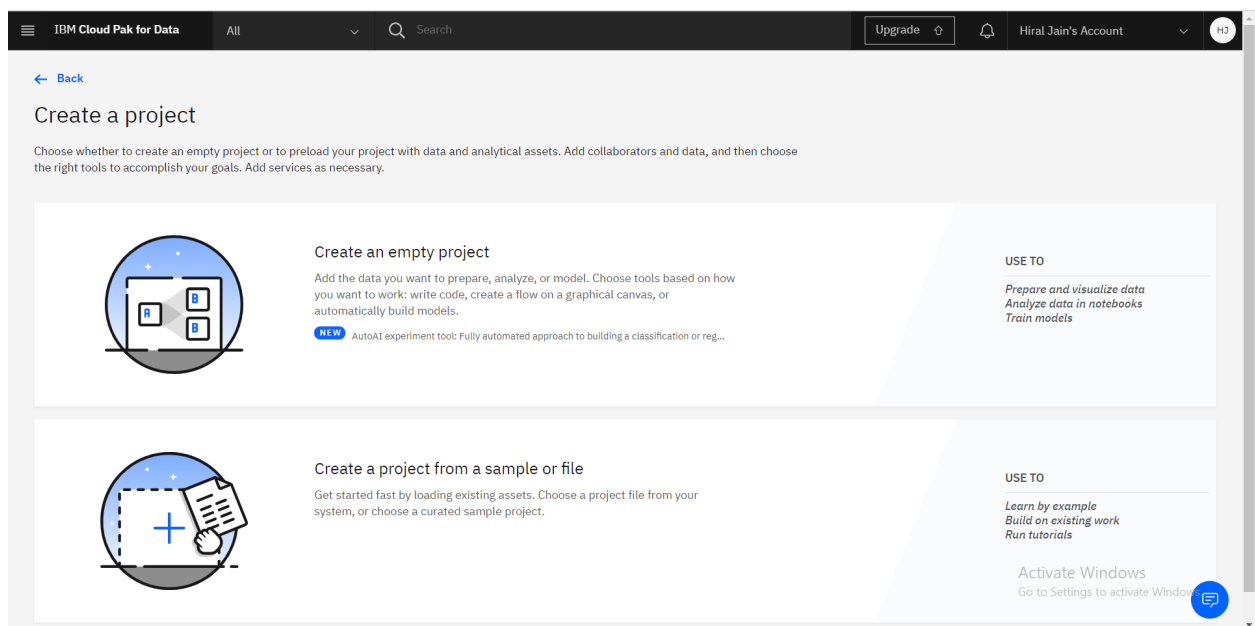 IBM Cloud Pak for Data
All
Search
Upgrade
Hiral Jain's Account
HJ
Back
Create a project
Choose whether to create an empty project or to preload your project with data and analytical assets. Add collaborators and data, and then choose
the right tools to accomplish your goals. Add services as necessary.
Create an empty project
Add the data you want to prepare, analyze, or model. Choose tools based on how
you want to work: write code, create a flow on a graphical canvas, or
automatically build models.
NEW AutoAI experiment tool: Fully automated approach to building a classification or reg...
A
B
B
USE TO
Prepare and visualize data
Analyze data in notebooks
Train models
Create a project from a sample or file
Get started fast by loading existing assets. Choose a project file from your
system, or choose a curated sample project.
USE TO
Learn by example
Build on existing work
Run tutorials
Activate Windows
Go to Settings to activate Windows